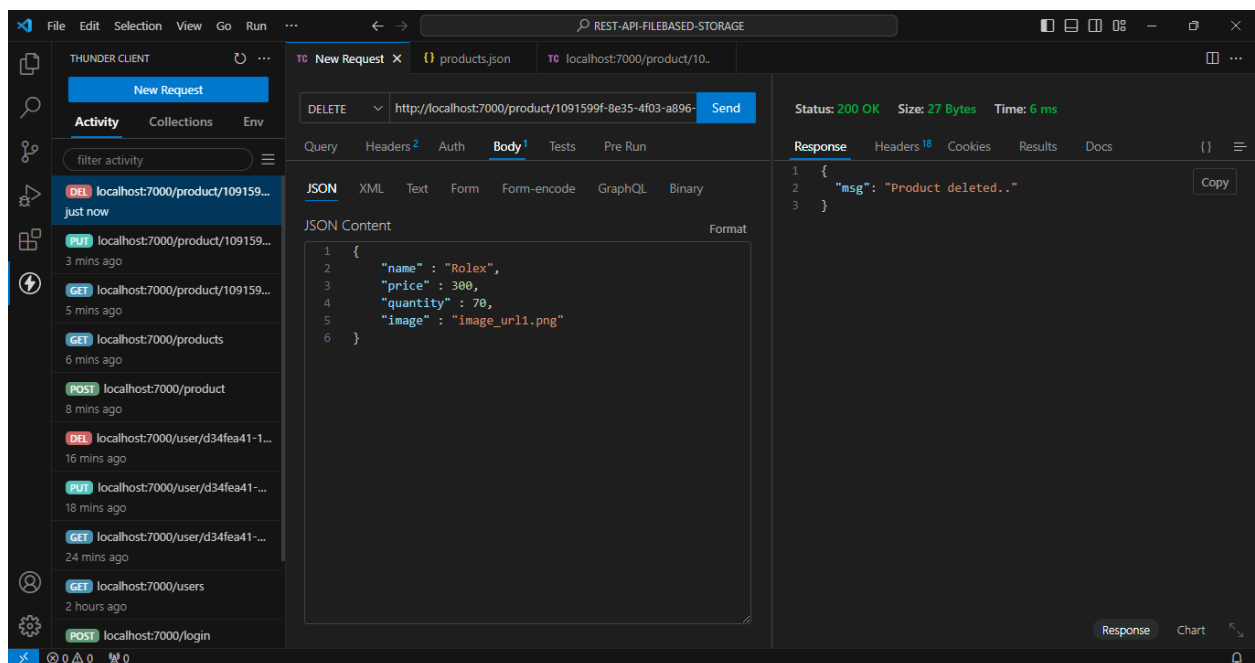 File Edit Selection View Go Run ··· ← → REST-API-FILEBASED-STORAGE
THUNDER CLIENT ···
New Request
Activity Collections Env
filter activity
DEL localhost:7000/product/109159...
just now
PUT localhost:7000/product/109159...
3 mins ago
GET localhost:7000/product/109159...
5 mins ago
GET localhost:7000/products
6 mins ago
POST localhost:7000/product
8 mins ago
DEL localhost:7000/user/d34fea41-1...
16 mins ago
PUT localhost:7000/user/d34fea41-...
18 mins ago
GET localhost:7000/user/d34fea41-...
24 mins ago
GET localhost:7000/users
2 hours ago
POST localhost:7000/login
TC New Request × {} products.json TC localhost:7000/product/10.. ···
DELETE http://localhost:7000/product/1091599f-8e35-4f03-a896- Send
Query Headers 2 Auth Body 1 Tests Pre Run
JSON XML Text Form Form-encode GraphQL Binary
JSON Content Format
1 {
2 "name" : "Rolex",
3 "price" : 300,
4 "quantity" : 70,
5 "image" : "image_url1.png"
6 }
Status: 200 OK Size: 27 Bytes Time: 6 ms
Response Headers 18 Cookies Results Docs {}
1 {
2 "msg": "Product deleted.."
3 }
Copy
Response Chart
0 0 0